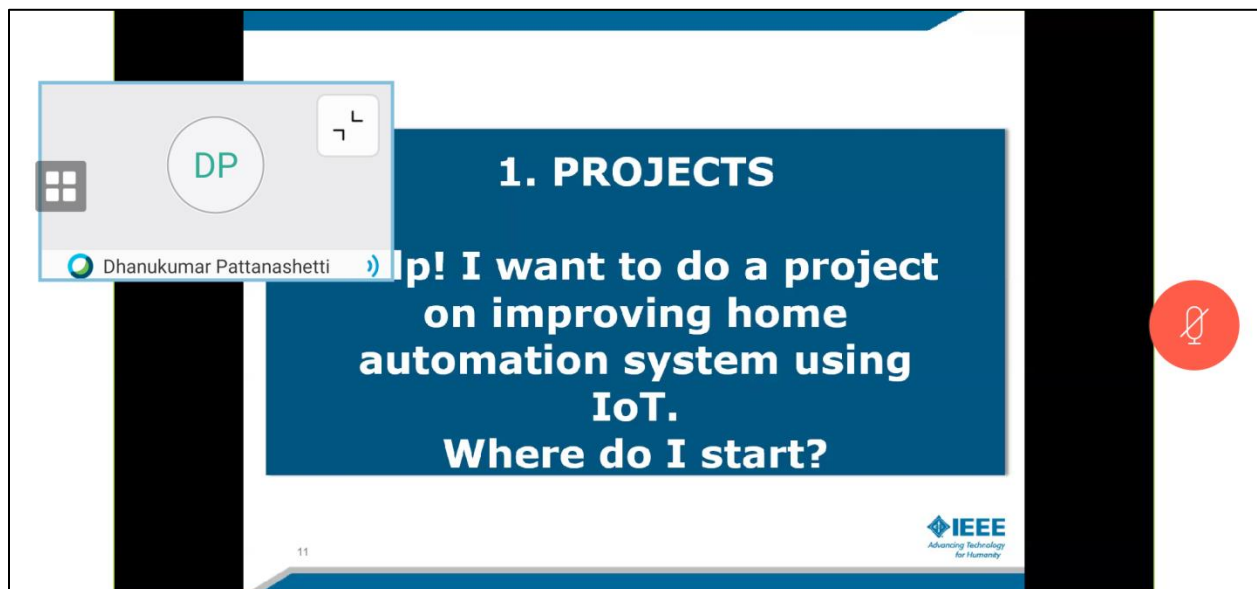 DP
Dhanukumar Pattanashetti
1. PROJECTS
lp! I want to do a project
on improving home
automation system using
IoT.
Where do I start?
11
IEEE
Advancing Technology
for Humanity